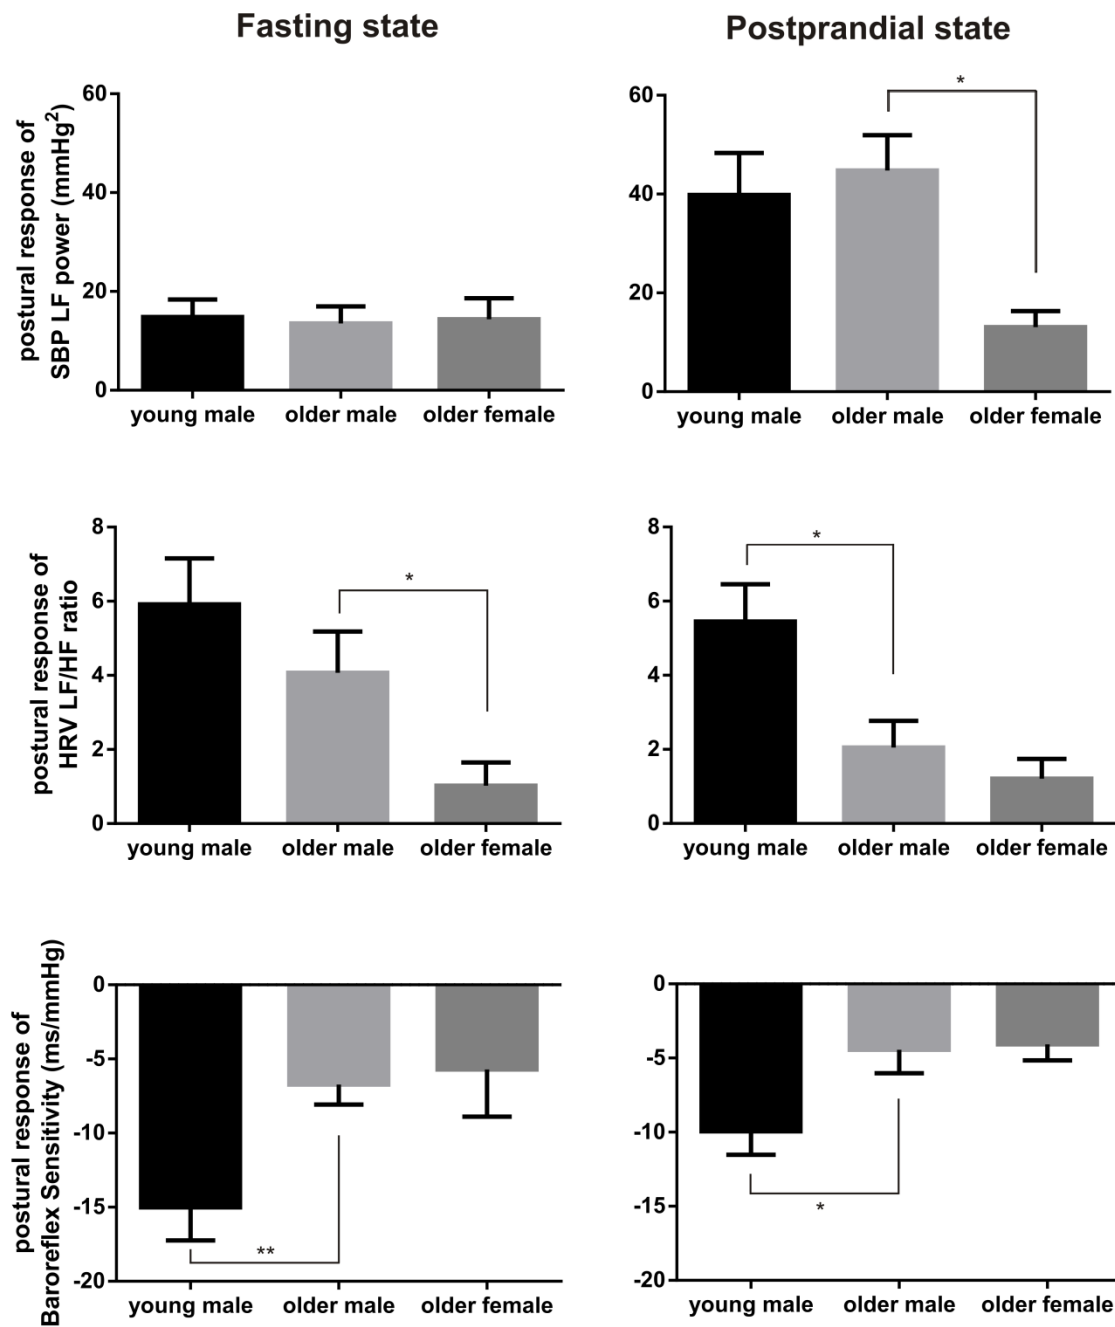 Fasting state
Postprandial state
postural response of
SBP LF power (mmHg²)
60
40
20
0
young male older male older female
60
40
20
0
*
young male older male older female
postural response of
HRV LF/HF ratio
8
6
4
2
0
*
young male older male older female
8
6
4
2
0
*
young male older male older female
postural response of
Baroreflex Sensitivity (ms/mmHg)
0
-5
-10
-15
-20
**
young male older male older female
0
-5
-10
-15
-20
*
young male older male older female